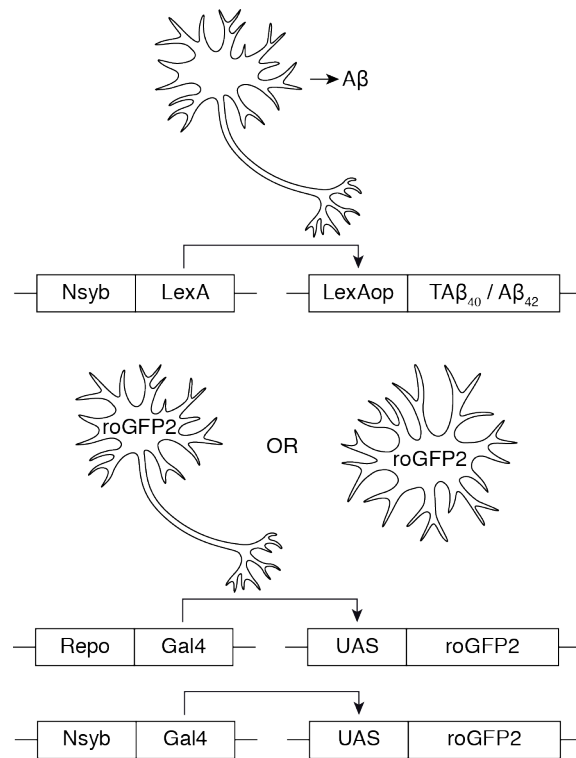 Aβ
Nsyb LexA LexAop TAβ₄₀ / Aβ₄₂
roGFP2 OR roGFP2
Repo Gal4 UAS roGFP2
Nsyb Gal4 UAS roGFP2